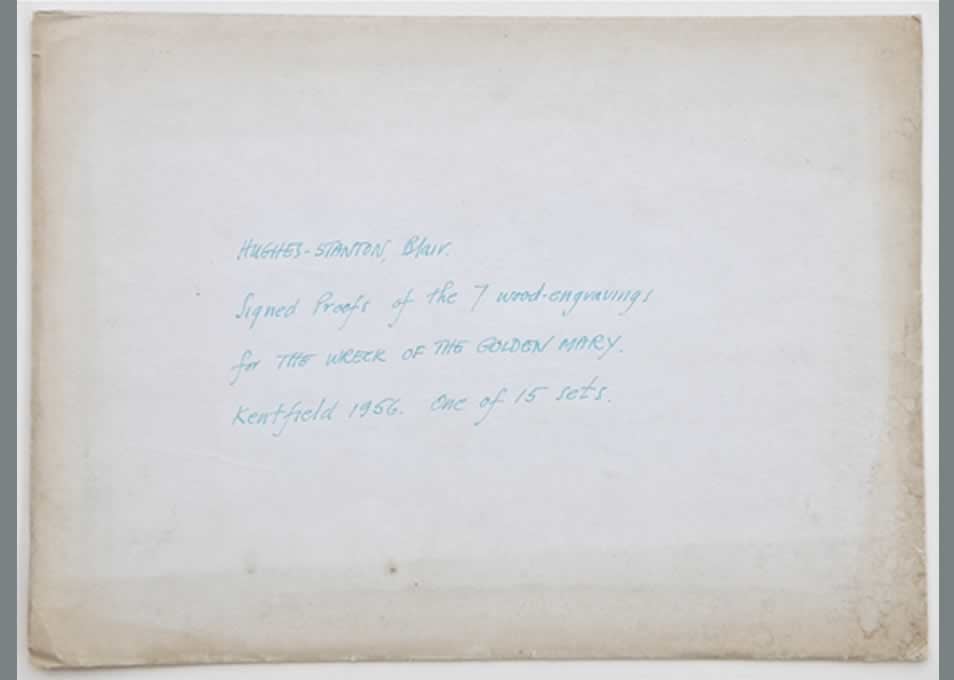 HUGHES-STANTON, Blair.
Signed Proofs of the 7 wood-engravings
for THE WRECK OF THE GOLDEN MARY.
Kentfield 1956. One of 15 sets.